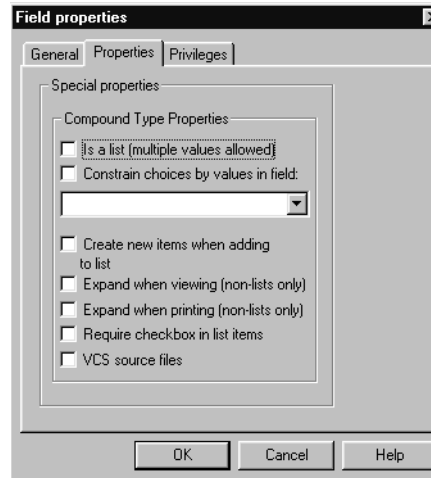 Field properties
General Properties Privileges
Special properties
Compound Type Properties
Is a list (multiple values allowed)
Constrain choices by values in field:
Create new items when adding
to list
Expand when viewing (non-lists only)
Expand when printing (non-lists only)
Require checkbox in list items
VCS source files
OK Cancel Help